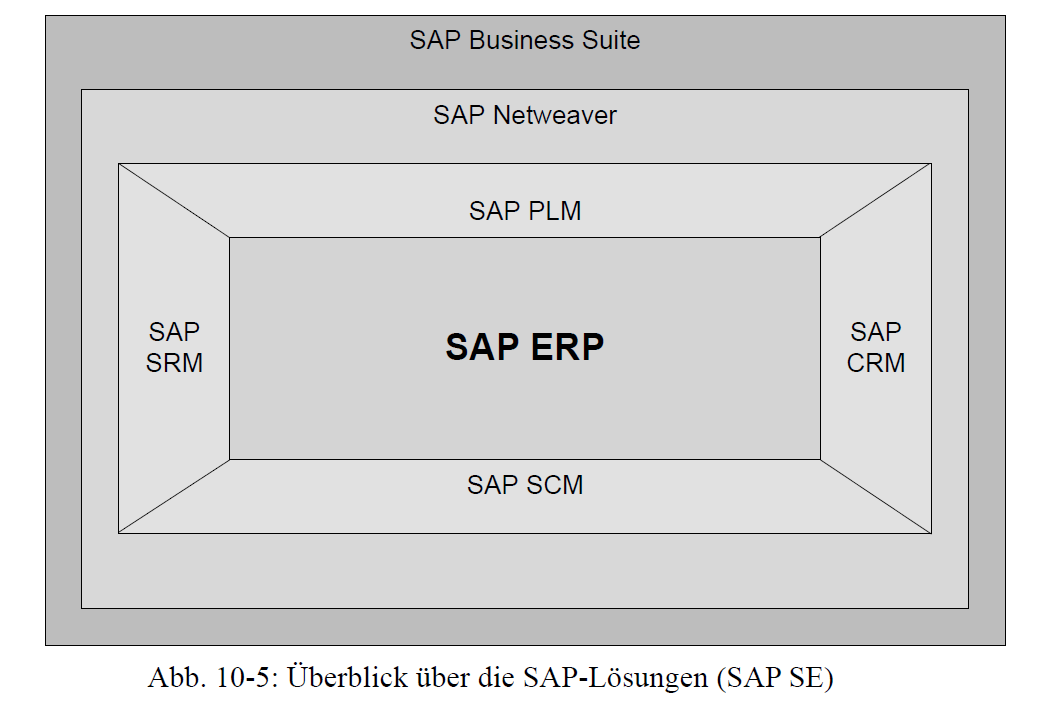 SAP Business Suite
SAP Netweaver
SAP PLM
SAP
SRM
SAP ERP
SAP
CRM
SAP SCM
Abb. 10-5: Überblick über die SAP-Lösungen (SAP SE)